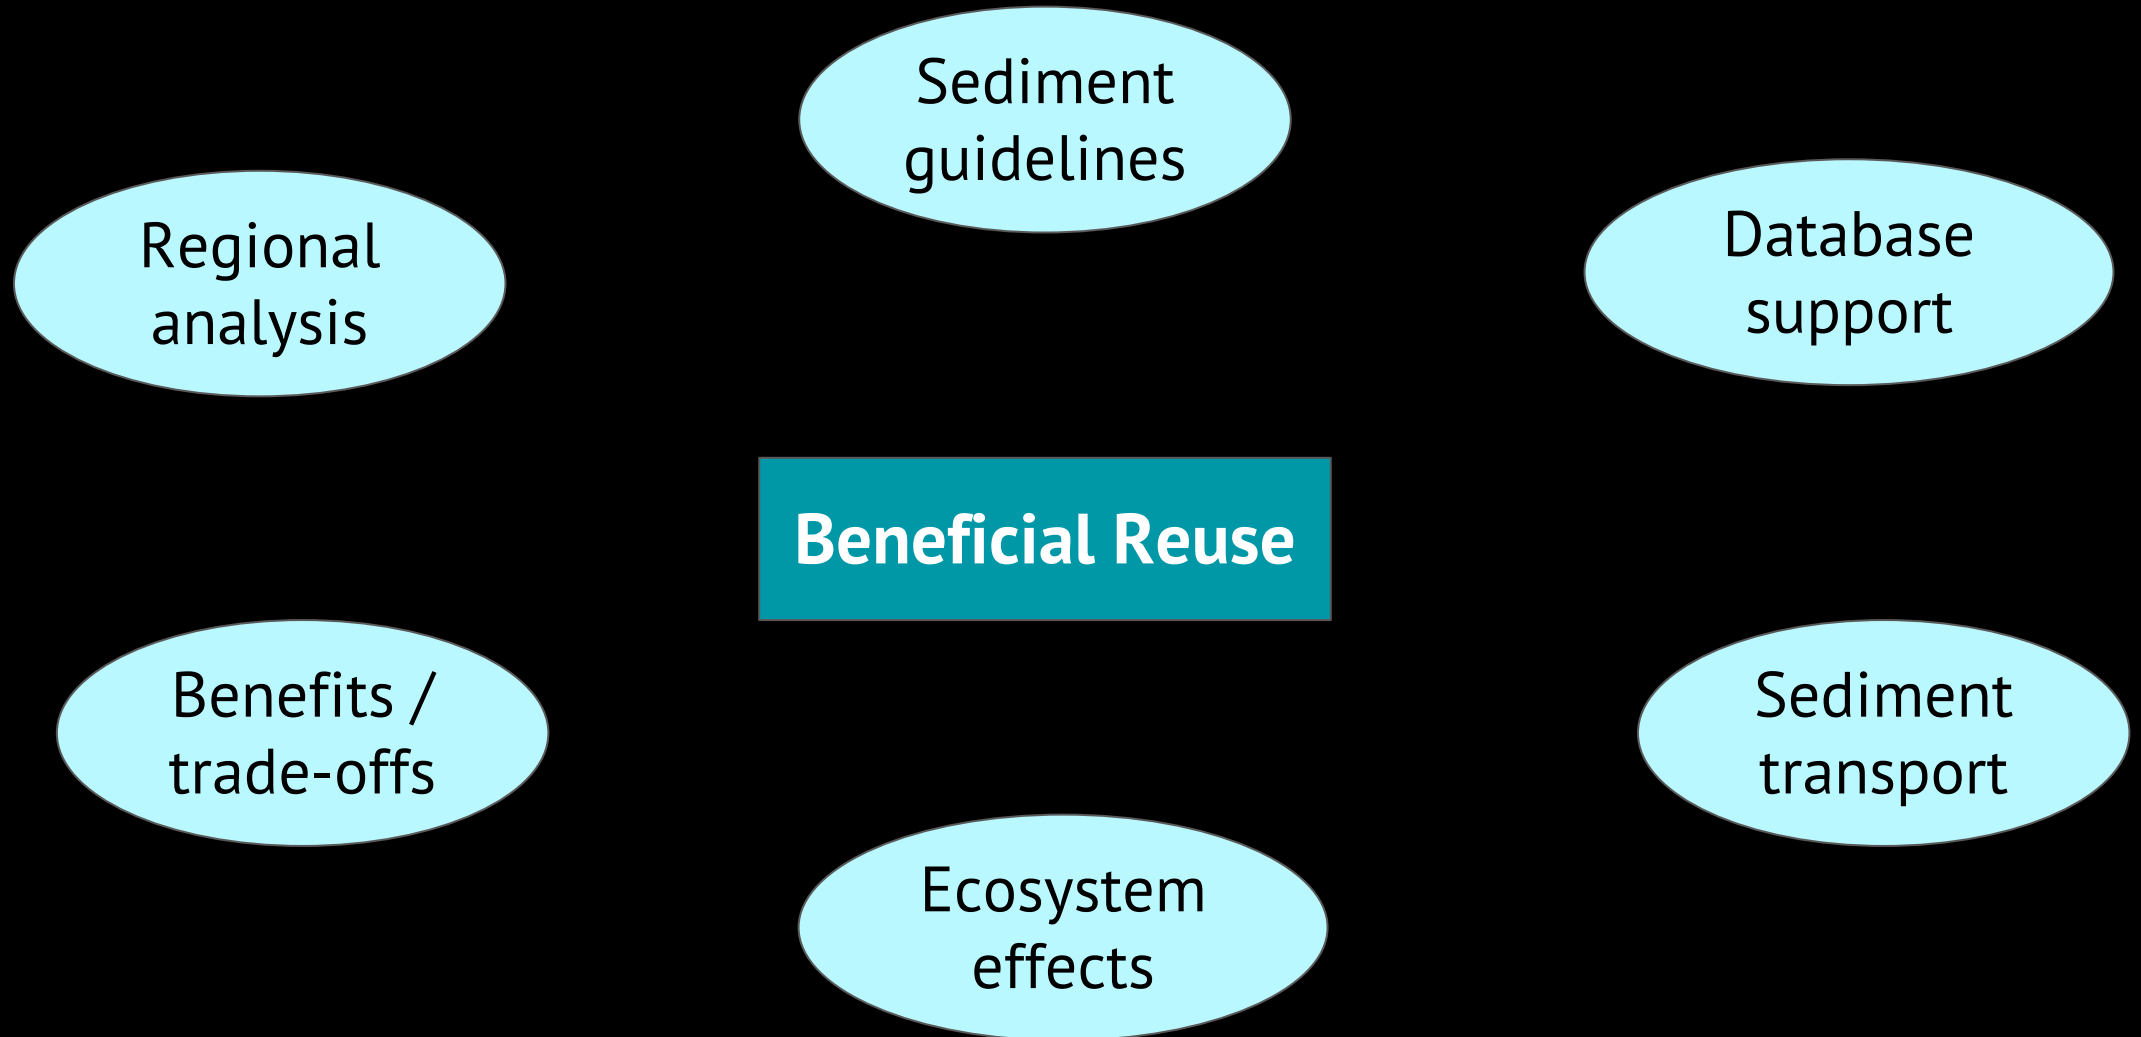 Sediment
guidelines
Regional
analysis
Database
support
Beneficial Reuse
Benefits /
trade-offs
Sediment
transport
Ecosystem
effects